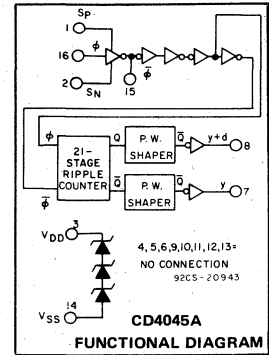 Sp
1
16 ϕ
2
SN
15
ϕ̅
ϕ
ϕ̅
21-
STAGE
RIPPLE
COUNTER
Q
P. W.
SHAPER
Q̅
y+d
8
Q̅
P. W.
SHAPER
Q̅
y
7
3
VDD
VSS
14
4,5,6,9,10,11,12,13=
NO CONNECTION
92CS-20943
CD4045A
FUNCTIONAL DIAGRAM